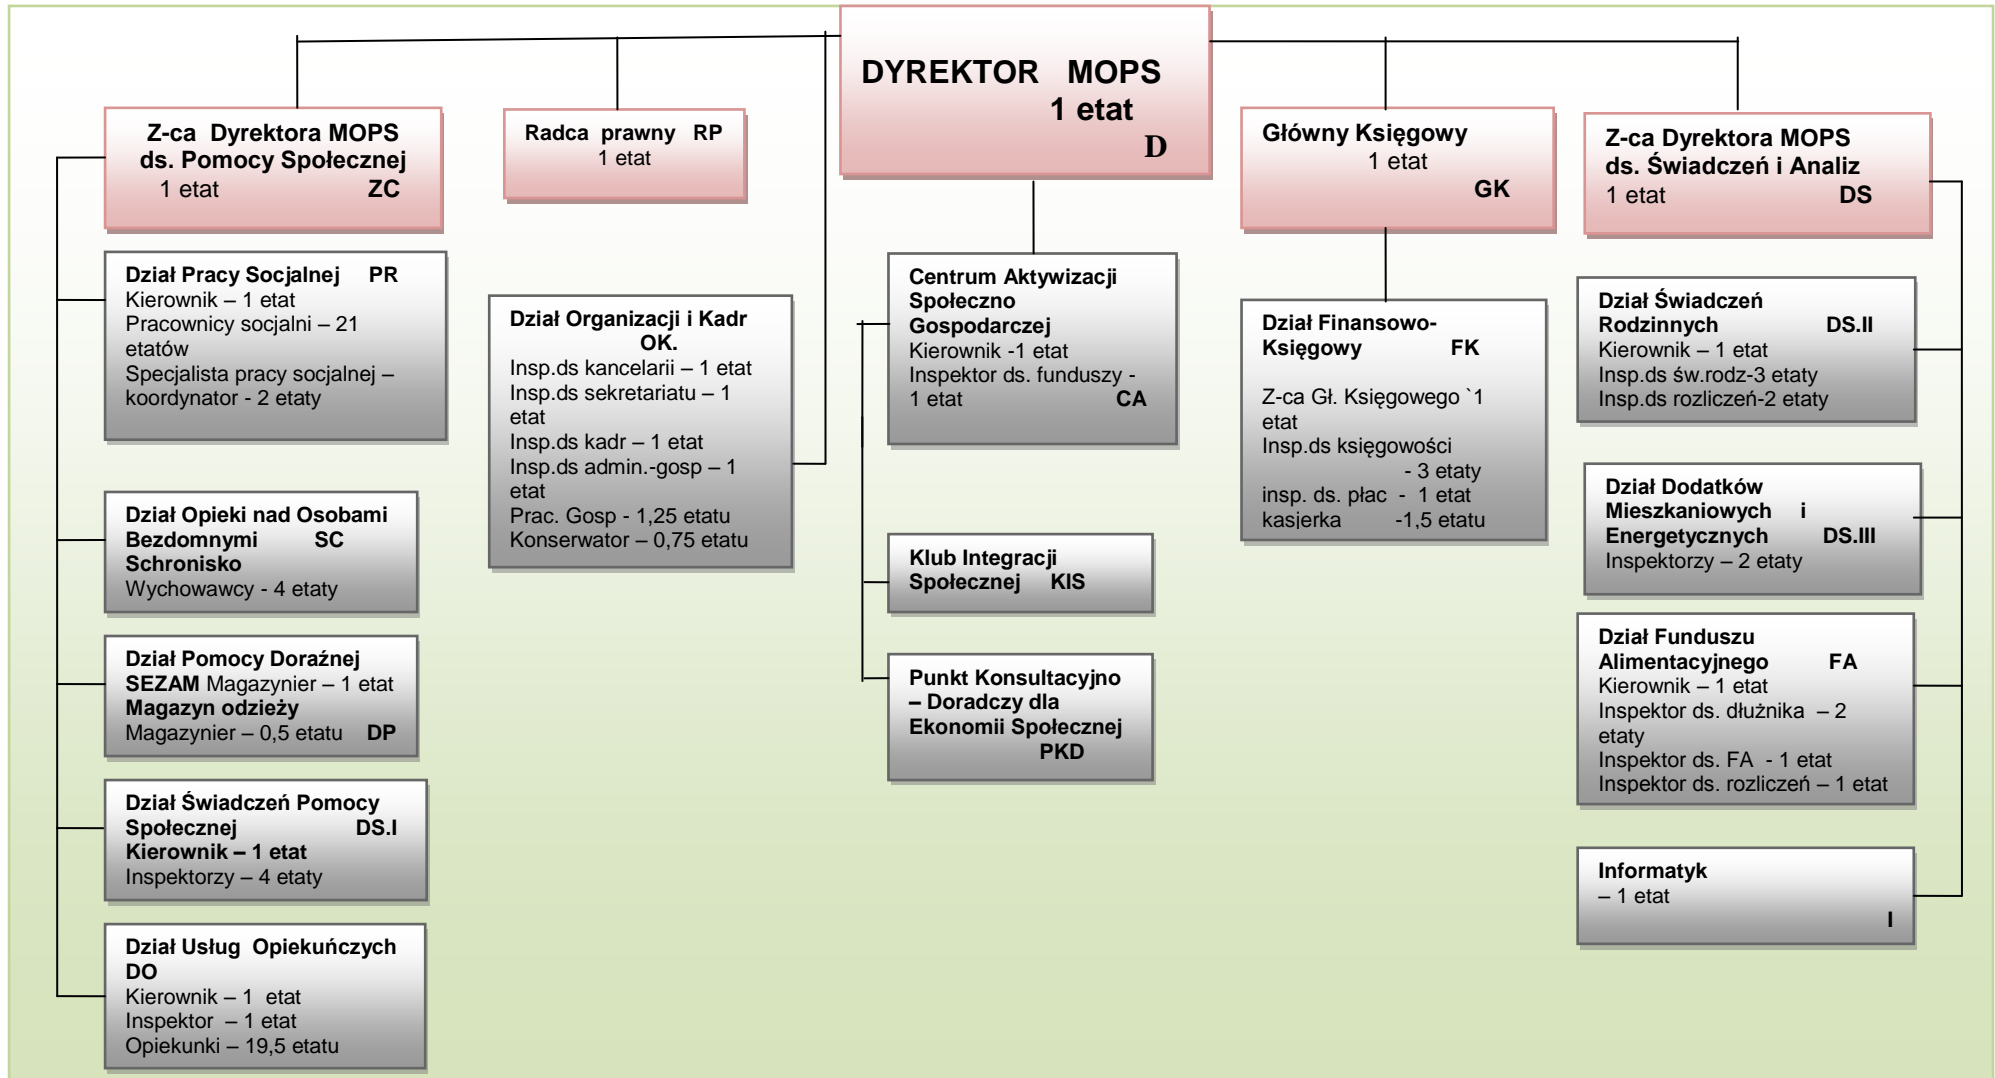 DYREKTOR MOPS
1 etat
D
Z-ca Dyrektora MOPS
ds. Pomocy Społecznej
1 etat ZC
Radca prawny RP
1 etat
Główny Księgowy
1 etat
GK
Z-ca Dyrektora MOPS
ds. Świadczeń i Analiz
1 etat DS
Dział Pracy Socjalnej PR
Kierownik – 1 etat
Pracownicy socjalni – 21
etatów
Specjalista pracy socjalnej –
koordynator - 2 etaty
Dział Opieki nad Osobami
Bezdomnymi SC
Schronisko
Wychowawcy - 4 etaty
Dział Pomocy Doraźnej
SEZAM Magazynier – 1 etat
Magazyn odzieży
Magazynier – 0,5 etatu DP
Dział Świadczeń Pomocy
Społecznej DS.I
Kierownik – 1 etat
Inspektorzy – 4 etaty
Dział Usług Opiekuńczych
DO
Kierownik – 1 etat
Inspektor – 1 etat
Opiekunki – 19,5 etatu
Dział Organizacji i Kadr
OK.
Insp.ds kancelarii – 1 etat
Insp.ds sekretariatu – 1
etat
Insp.ds kadr – 1 etat
Insp.ds admin.-gosp – 1
etat
Prac. Gosp - 1,25 etatu
Konserwator – 0,75 etatu
Centrum Aktywizacji
Społeczno
Gospodarczej
Kierownik -1 etat
Inspektor ds. funduszy -
1 etat CA
Klub Integracji
Społecznej KIS
Punkt Konsultacyjno
– Doradczy dla
Ekonomii Społecznej
PKD
Dział Finansowo-
Księgowy FK
Z-ca Gł. Księgowego `1
etat
Insp.ds księgowości
- 3 etaty
insp. ds. płac - 1 etat
kasjerka -1,5 etatu
Dział Świadczeń
Rodzinnych DS.II
Kierownik – 1 etat
Insp.ds św.rodz-3 etaty
Insp.ds rozliczeń-2 etaty
Dział Dodatków
Mieszkaniowych i
Energetycznych DS.III
Inspektorzy – 2 etaty
Dział Funduszu
Alimentacyjnego FA
Kierownik – 1 etat
Inspektor ds. dłużnika – 2
etaty
Inspektor ds. FA - 1 etat
Inspektor ds. rozliczeń – 1 etat
Informatyk
– 1 etat
I